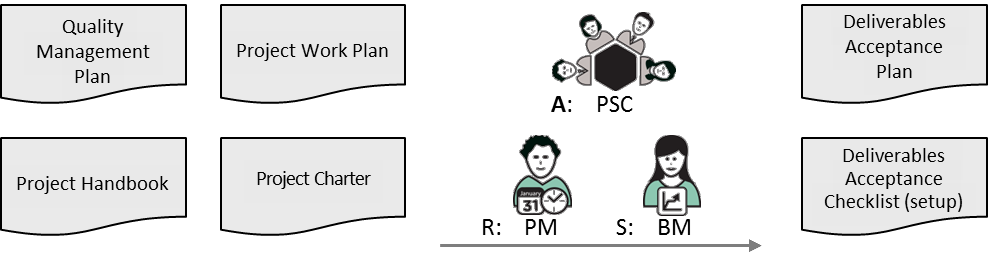 Quality
Management
Plan
Project Work Plan
A: PSC
Deliverables
Acceptance
Plan
Project Handbook
Project Charter
January
31
R: PM
S: BM
Deliverables
Acceptance
Checklist (setup)